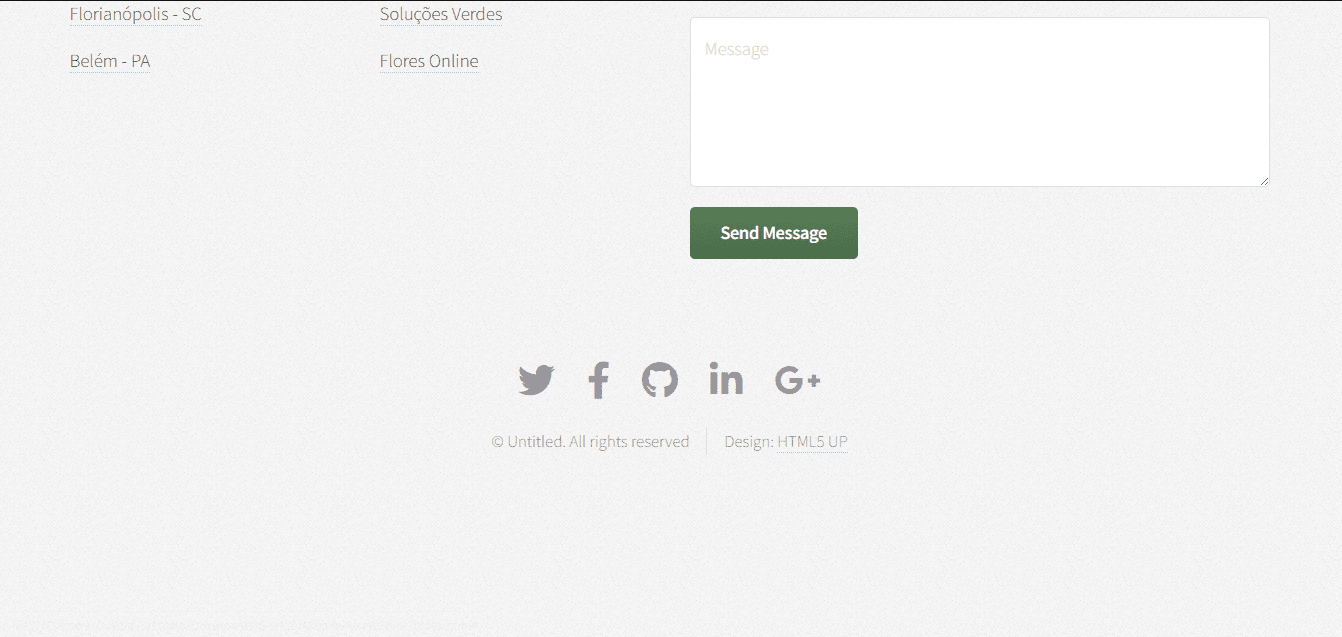 Florianópolis - SC
Belém - PA
Soluções Verdes
Flores Online
Message
Send Message
© Untitled. All rights reserved
Design: HTML5 UP